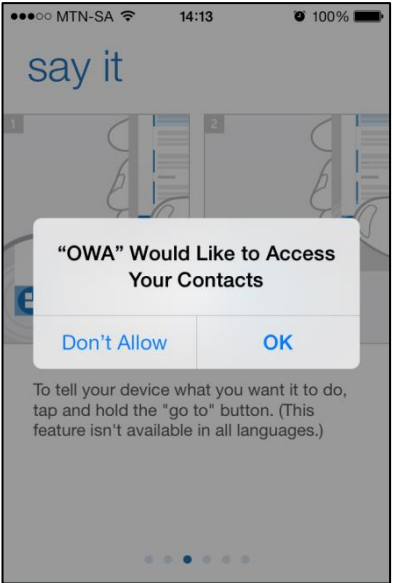 MTN-SA 14:13 100%
say it
1 2
“OWA” Would Like to Access
Your Contacts
Don’t Allow OK
To tell your device what you want it to do,
tap and hold the "go to" button. (This
feature isn't available in all languages.)